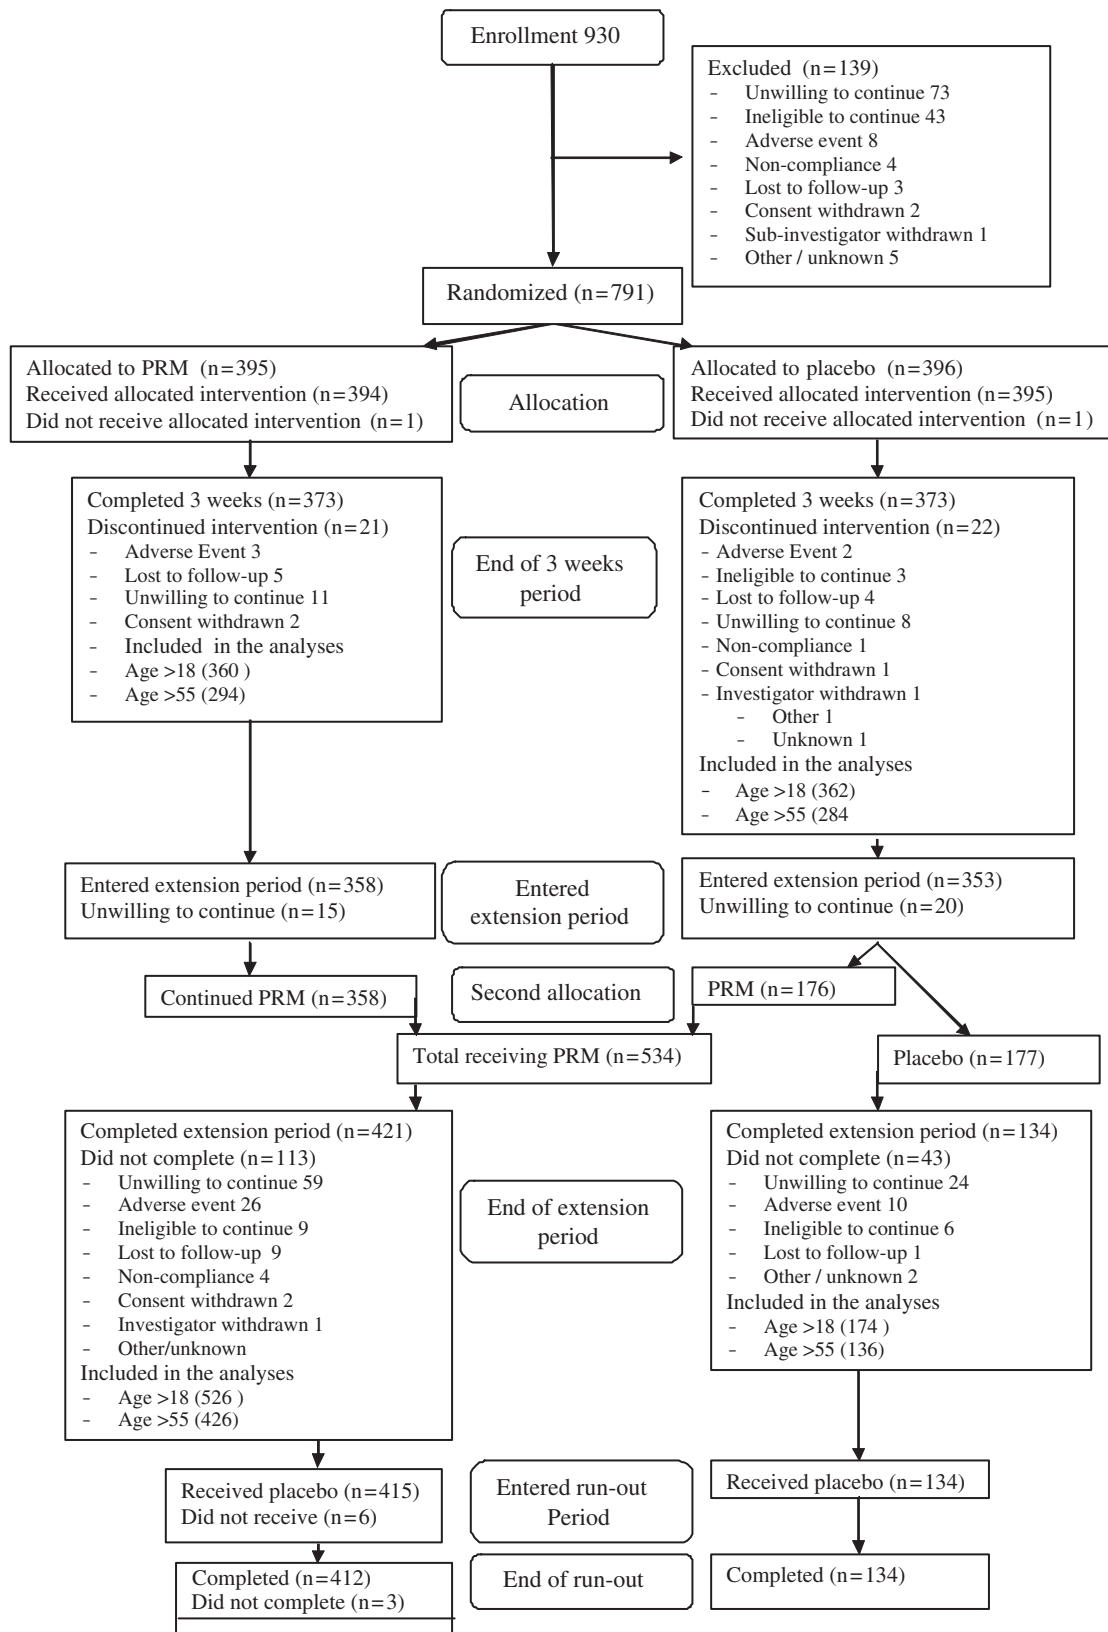 Enrollment 930
Excluded (n=139)
- Unwilling to continue 73
- Ineligible to continue 43
- Adverse event 8
- Non-compliance 4
- Lost to follow-up 3
- Consent withdrawn 2
- Sub-investigator withdrawn 1
- Other / unknown 5
Randomized (n=791)
Allocated to PRM (n=395)
Received allocated intervention (n=394)
Did not receive allocated intervention (n=1)
Allocation
Allocated to placebo (n=396)
Received allocated intervention (n=395)
Did not receive allocated intervention (n=1)
Completed 3 weeks (n=373)
Discontinued intervention (n=21)
- Adverse Event 3
- Lost to follow-up 5
- Unwilling to continue 11
- Consent withdrawn 2
- Included in the analyses
- Age >18 (360 )
- Age >55 (294)
End of 3 weeks
period
Completed 3 weeks (n=373)
Discontinued intervention (n=22)
- Adverse Event 2
- Ineligible to continue 3
- Lost to follow-up 4
- Unwilling to continue 8
- Non-compliance 1
- Consent withdrawn 1
- Investigator withdrawn 1
- Other 1
- Unknown 1
Included in the analyses
- Age >18 (362)
- Age >55 (284
Entered extension period (n=358)
Unwilling to continue (n=15)
Entered
extension period
Entered extension period (n=353)
Unwilling to continue (n=20)
Continued PRM (n=358)
Second allocation
PRM (n=176)
Total receiving PRM (n=534)
Placebo (n=177)
Completed extension period (n=421)
Did not complete (n=113)
- Unwilling to continue 59
- Adverse event 26
- Ineligible to continue 9
- Lost to follow-up 9
- Non-compliance 4
- Consent withdrawn 2
- Investigator withdrawn 1
- Other/unknown
Included in the analyses
- Age >18 (526 )
- Age >55 (426)
End of extension
period
Completed extension period (n=134)
Did not complete (n=43)
- Unwilling to continue 24
- Adverse event 10
- Ineligible to continue 6
- Lost to follow-up 1
- Other / unknown 2
Included in the analyses
- Age >18 (174 )
- Age >55 (136)
Received placebo (n=415)
Did not receive (n=6)
Entered run-out
Period
Received placebo (n=134)
Completed (n=412)
Did not complete (n=3)
End of run-out
Completed (n=134)